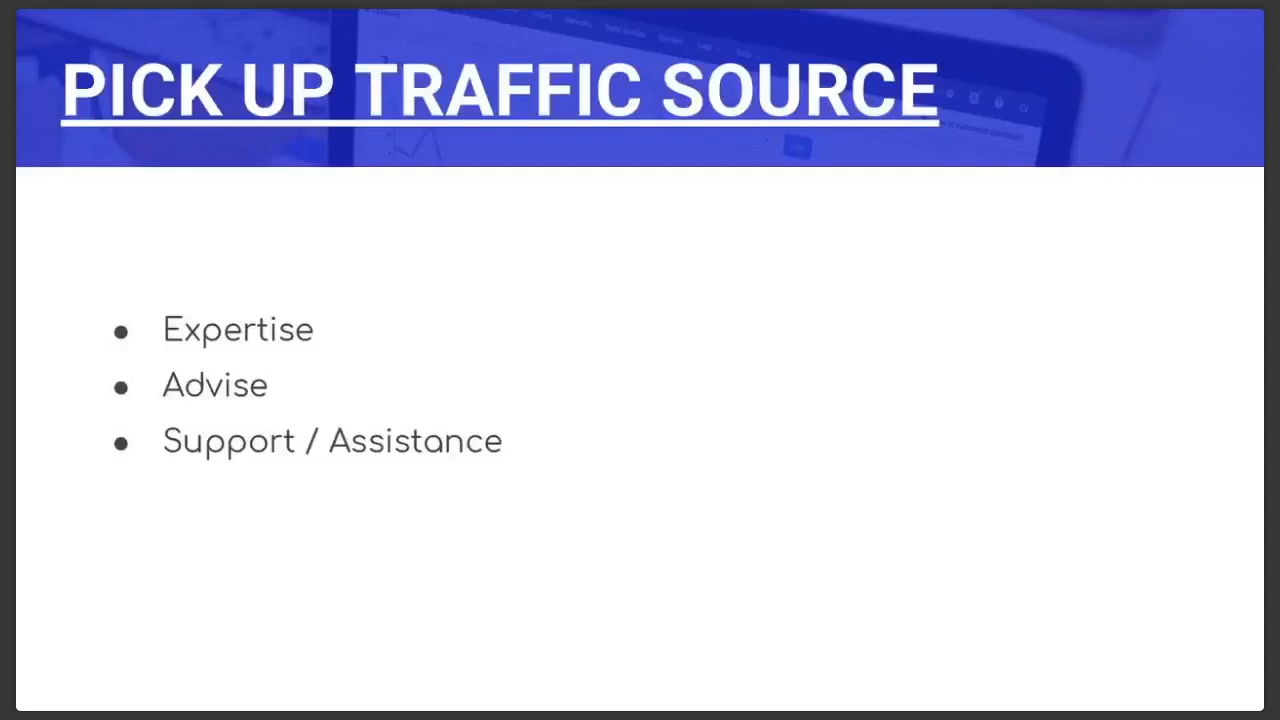 PICK UP TRAFFIC SOURCE
● Expertise
● Advise
● Support / Assistance